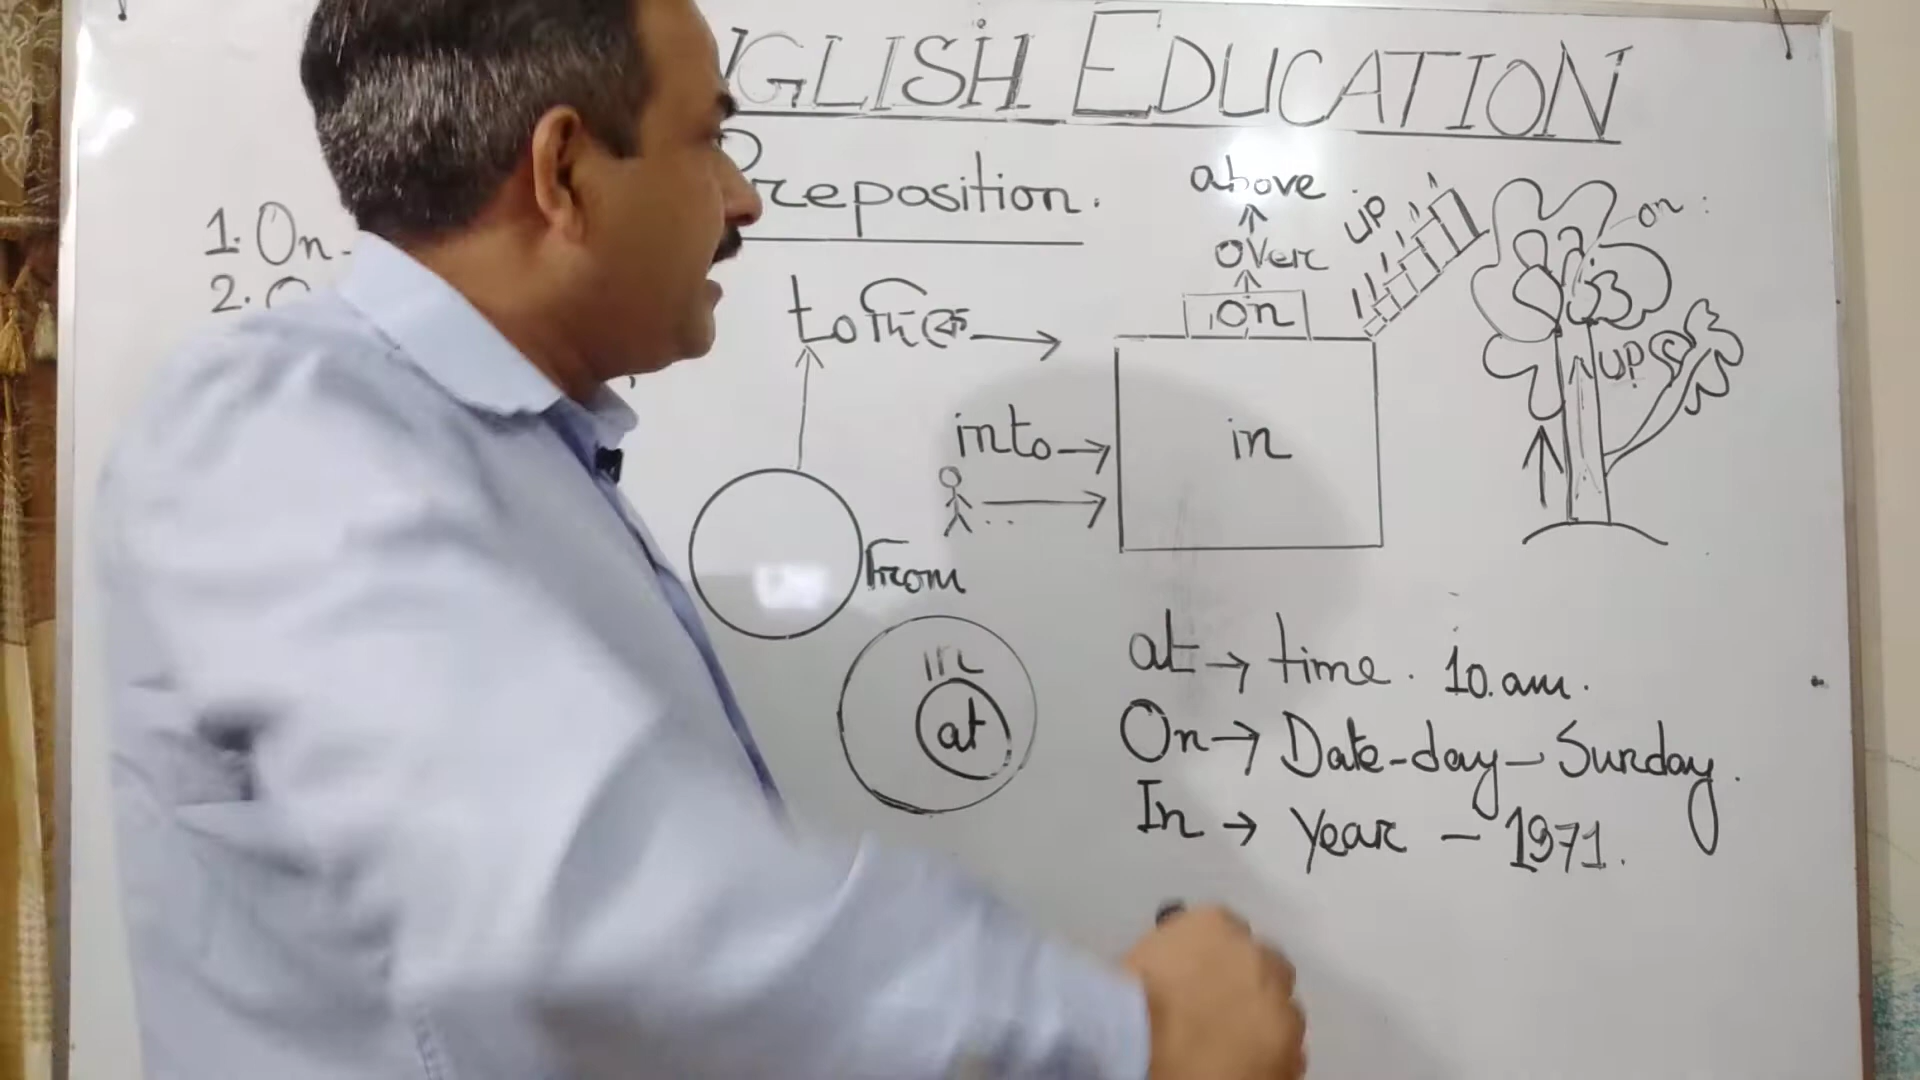 NGLISH EDUCATION
Preposition.
1. On
2. O
to দিকে
above
over
on
up
on
UP
into
in
From
in
at
at → time. 10.am.
On → Date-day-Sunday.
In → Year - 1971.